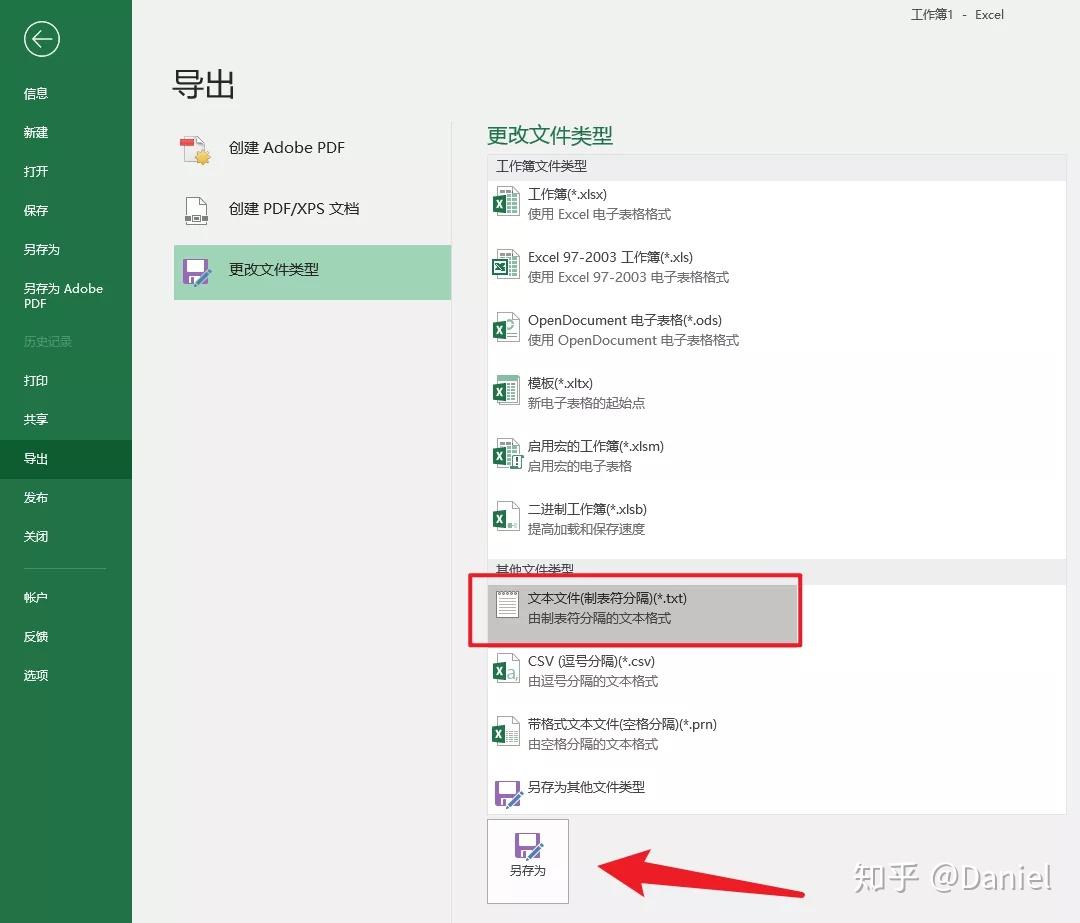 工作簿1 - Excel
信息
新建
打开
保存
另存为
另存为 Adobe
PDF
历史记录
打印
共享
导出
发布
关闭
帐户
反馈
选项
导出
创建 Adobe PDF
创建 PDF/XPS 文档
更改文件类型
更改文件类型
工作簿文件类型
工作簿(*.xlsx)
使用 Excel 电子表格格式
Excel 97-2003 工作簿(*.xls)
使用 Excel 97-2003 电子表格格式
OpenDocument 电子表格(*.ods)
使用 OpenDocument 电子表格格式
模板(*.xltx)
新电子表格的起始点
启用宏的工作簿(*.xlsm)
启用宏的电子表格
二进制工作簿(*.xlsb)
提高加载和保存速度
其他文件类型
文本文件(制表符分隔)(*.txt)
由制表符分隔的文本格式
CSV (逗号分隔)(*.csv)
由逗号分隔的文本格式
带格式文本文件(空格分隔)(*.prn)
由空格分隔的文本格式
另存为其他文件类型
另存为
知乎 @Daniel